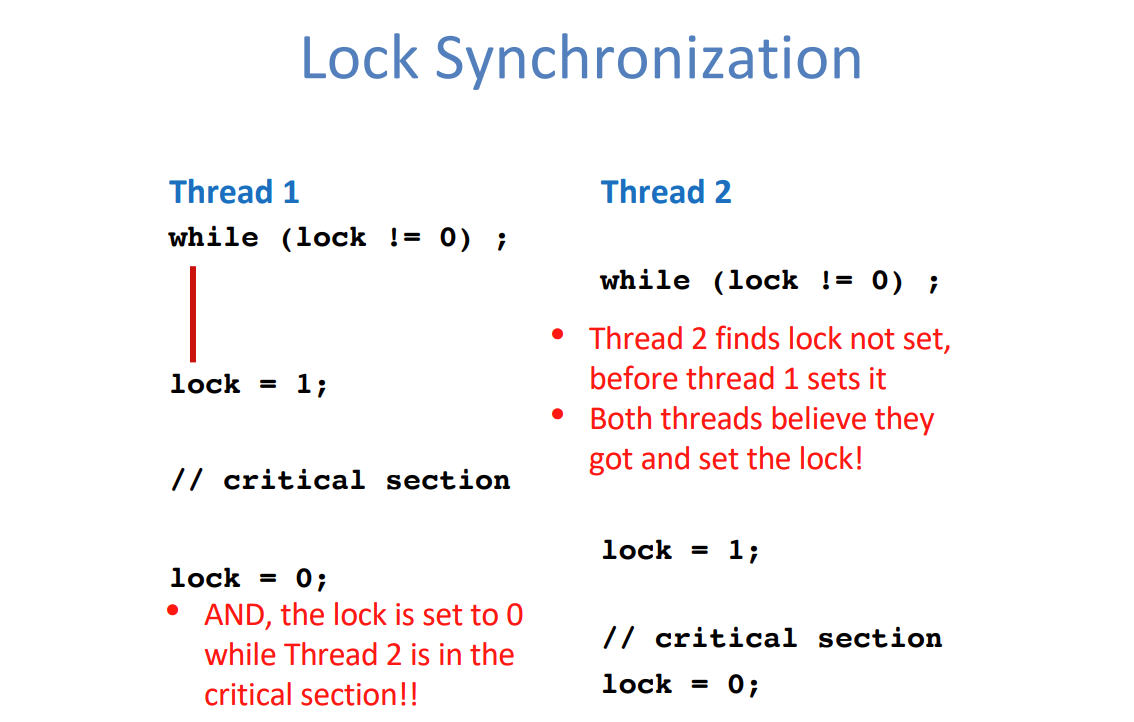 Lock Synchronization
Thread 1
while (lock != 0) ;
lock = 1;
// critical section
lock = 0;
• AND, the lock is set to 0
while Thread 2 is in the
critical section!!
Thread 2
while (lock != 0) ;
• Thread 2 finds lock not set,
before thread 1 sets it
• Both threads believe they
got and set the lock!
lock = 1;
// critical section
lock = 0;